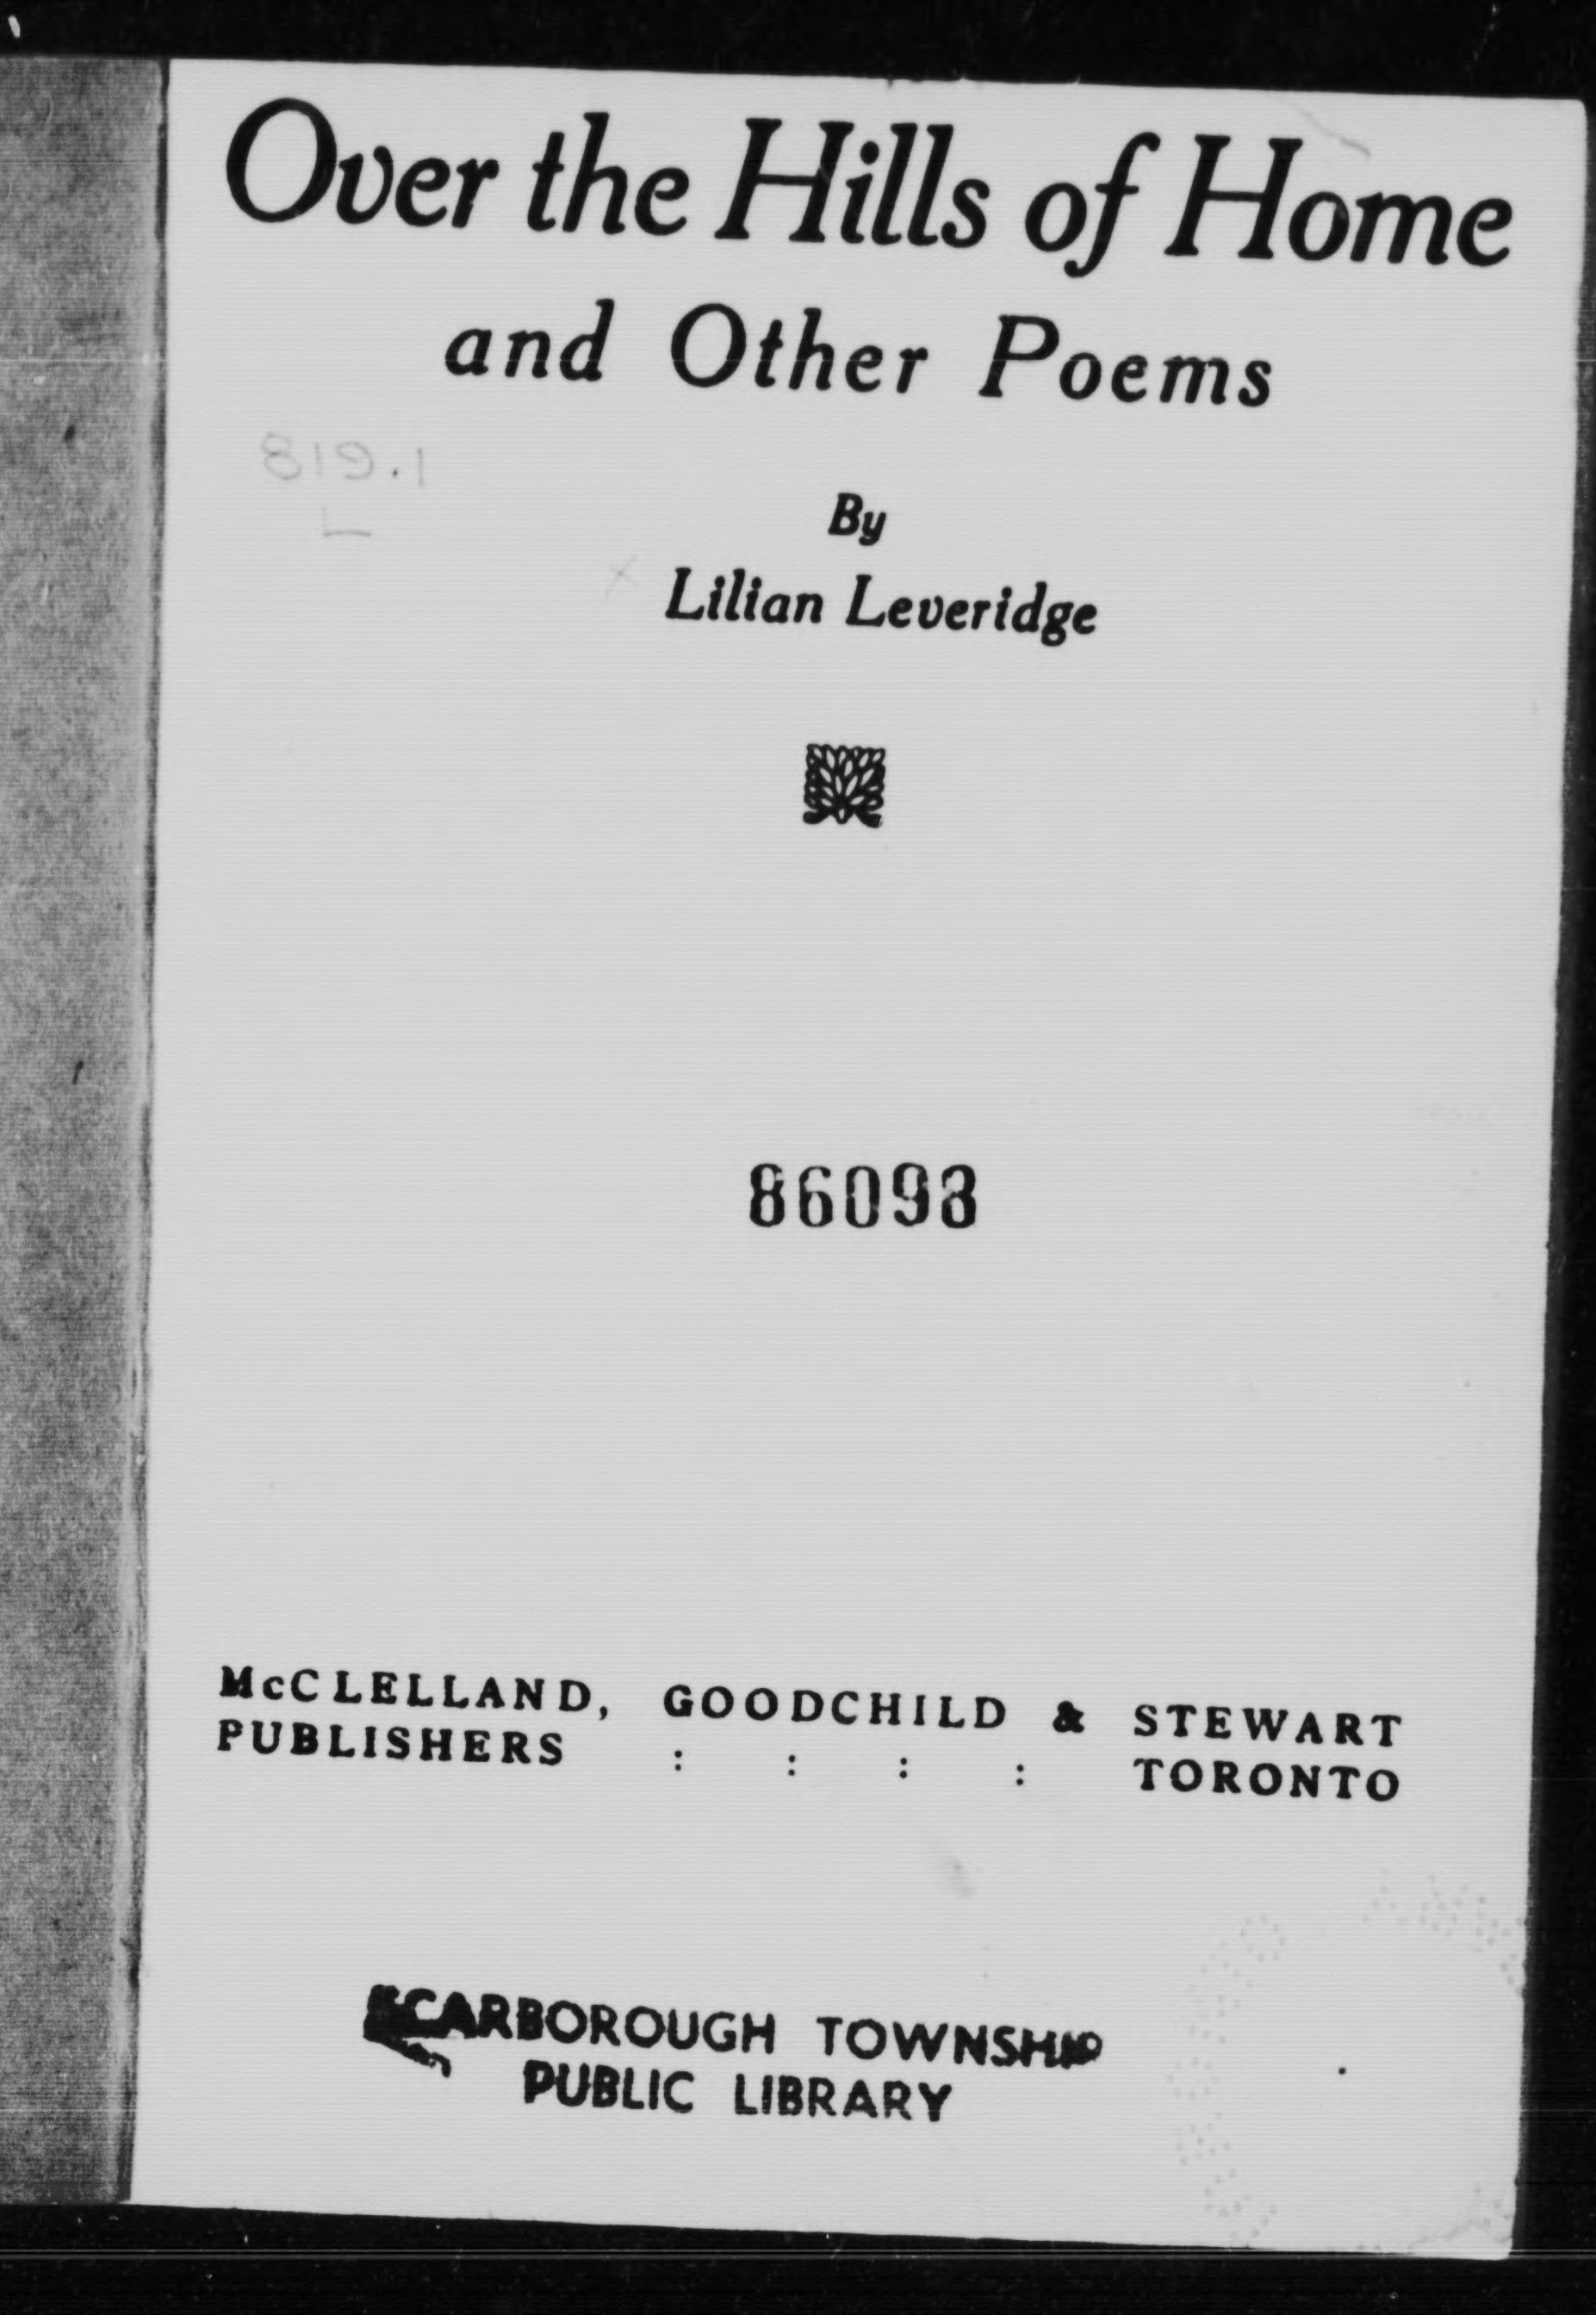 Over the Hills of Home
and Other Poems
819.1
L
By
Lilian Leveridge
86093
McCLELLAND, GOODCHILD & STEWART
PUBLISHERS : : : : TORONTO
SCARBOROUGH TOWNSHIP
PUBLIC LIBRARY